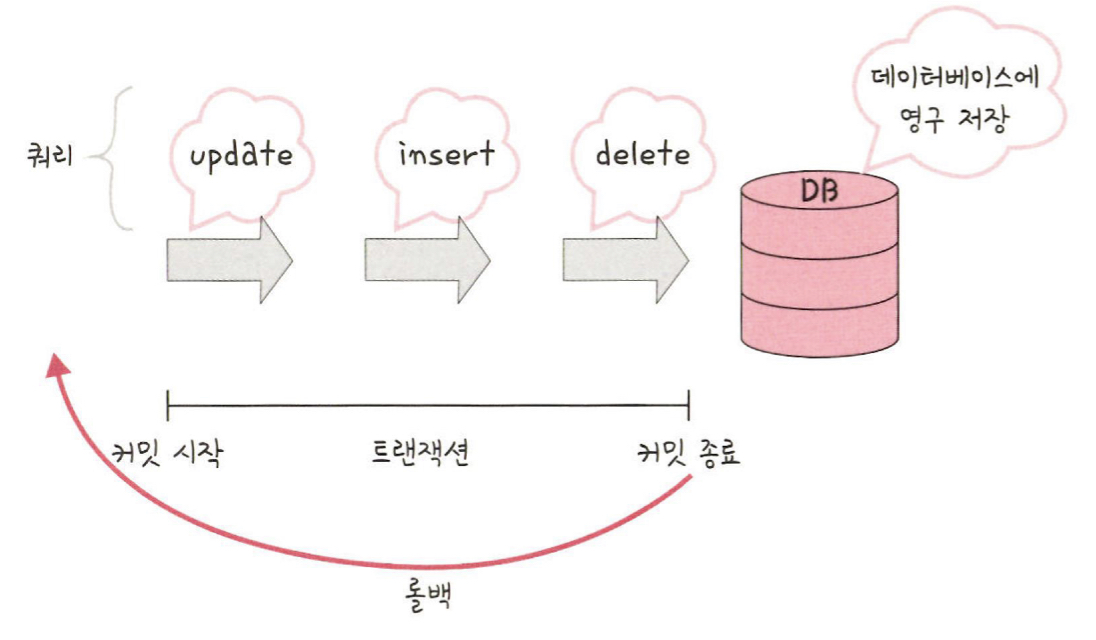 데이터베이스에
영구 저장
쿼리
update
insert
delete
DB
커밋 시작
트랜잭션
커밋 종료
롤백